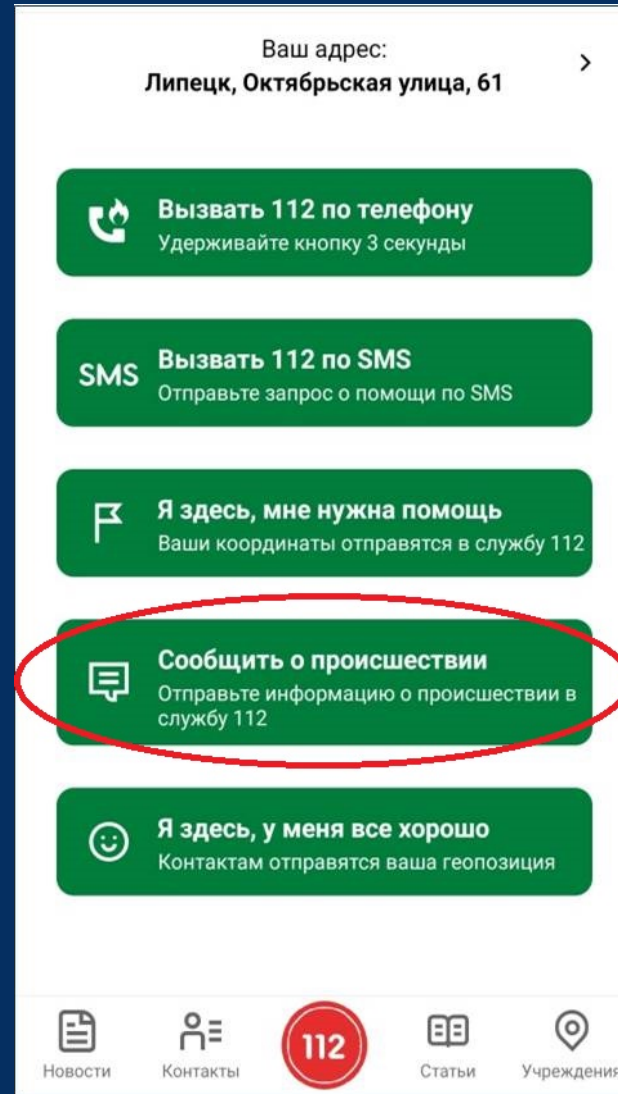 Ваш адрес:
Липецк, Октябрьская улица, 61
Вызвать 112 по телефону
Удерживайте кнопку 3 секунды
SMS
Вызвать 112 по SMS
Отправьте запрос о помощи по SMS
Я здесь, мне нужна помощь
Ваши координаты отправятся в службу 112
Сообщить о происшествии
Отправьте информацию о происшествии в
службу 112
Я здесь, у меня все хорошо
Контактам отправятся ваша геопозиция
Новости
Контакты
112
Статьи
Учреждения